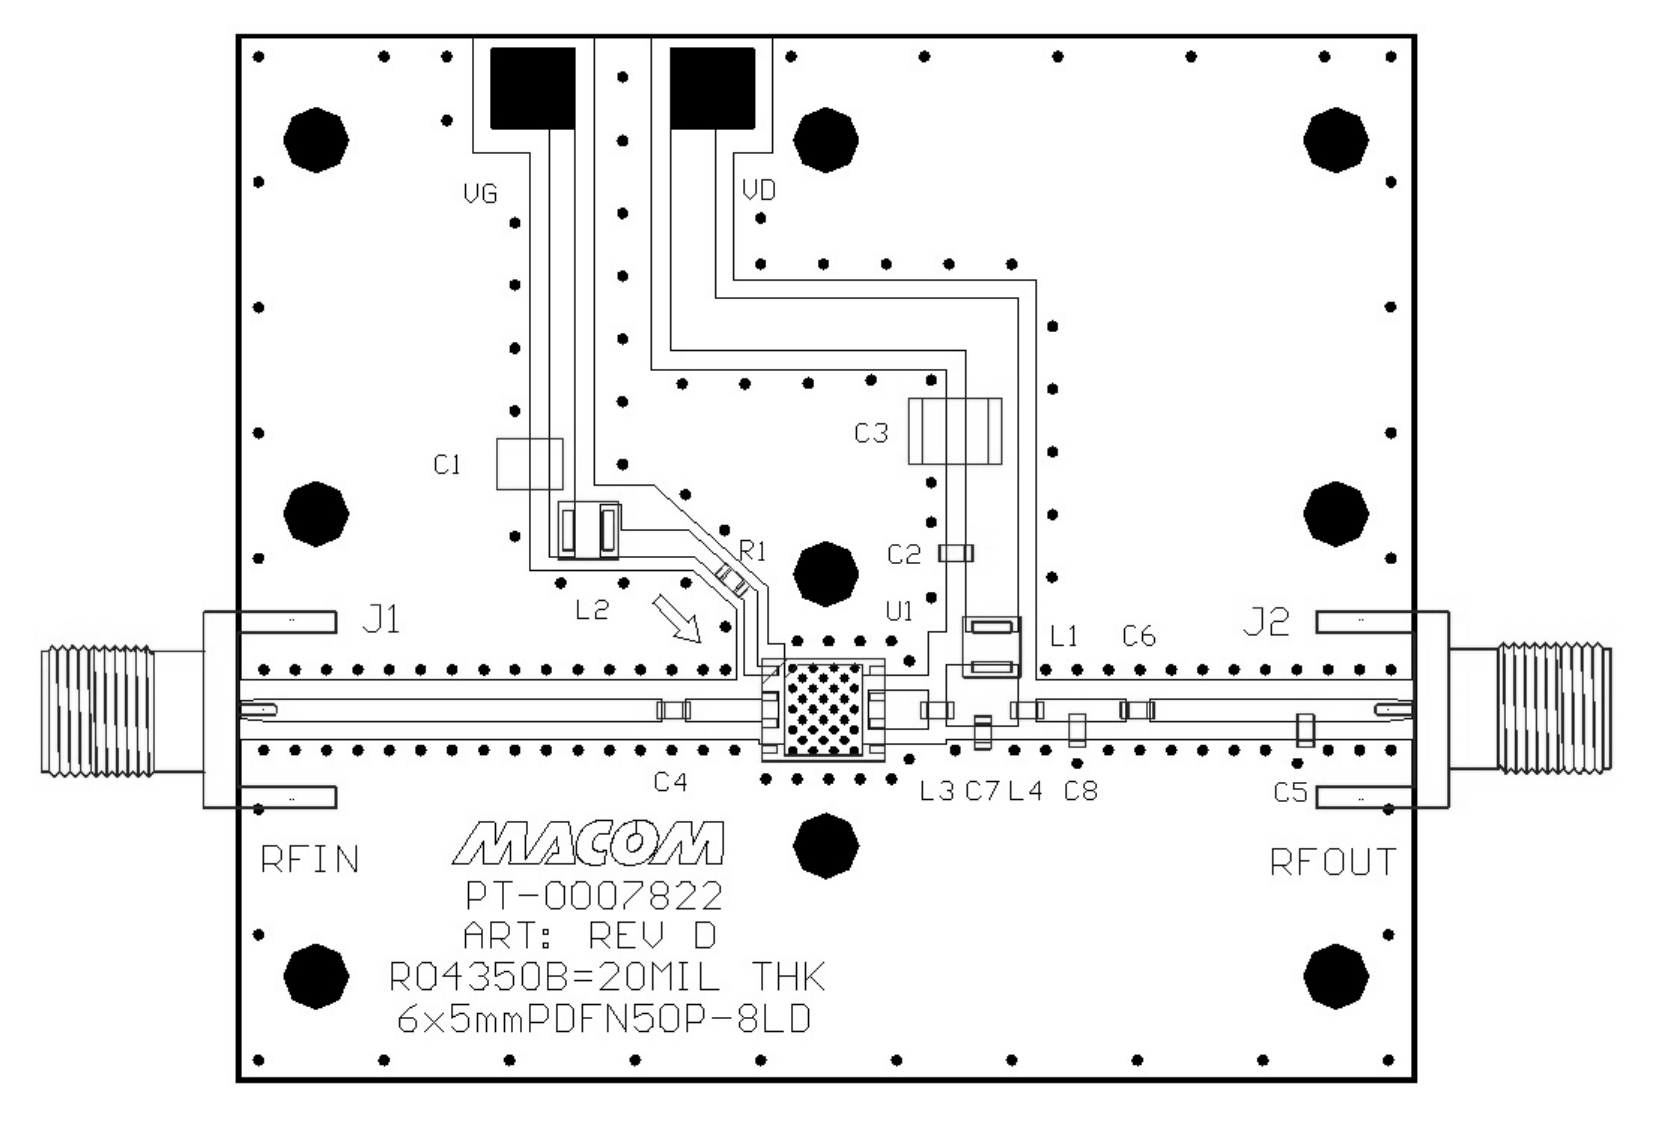 VG
VD
C1
C3
R1
C2
L2
U1
J1
J2
L1
C6
C4
L3
C7
L4
C8
C5
RFIN
RFOUT
MACOM
PT-0007822
ART: REV D
RO4350B=20MIL THK
6x5mmPDFN50P-8LD